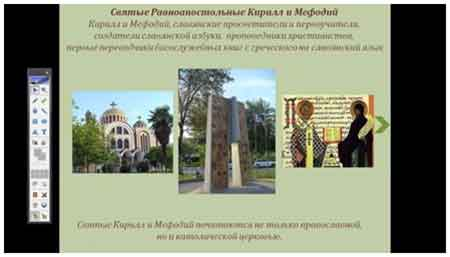 Святые Равноапостольные Кирилл и Мефодий
Кирилл и Мефодий, славянские просветители и первоучители,
создатели славянской азбуки, проповедники христианства,
первые переводчики богослужебных книг с греческого на славянский язык
Святые Кирилл и Мефодий почитаются не только православной,
но и католической церковью.